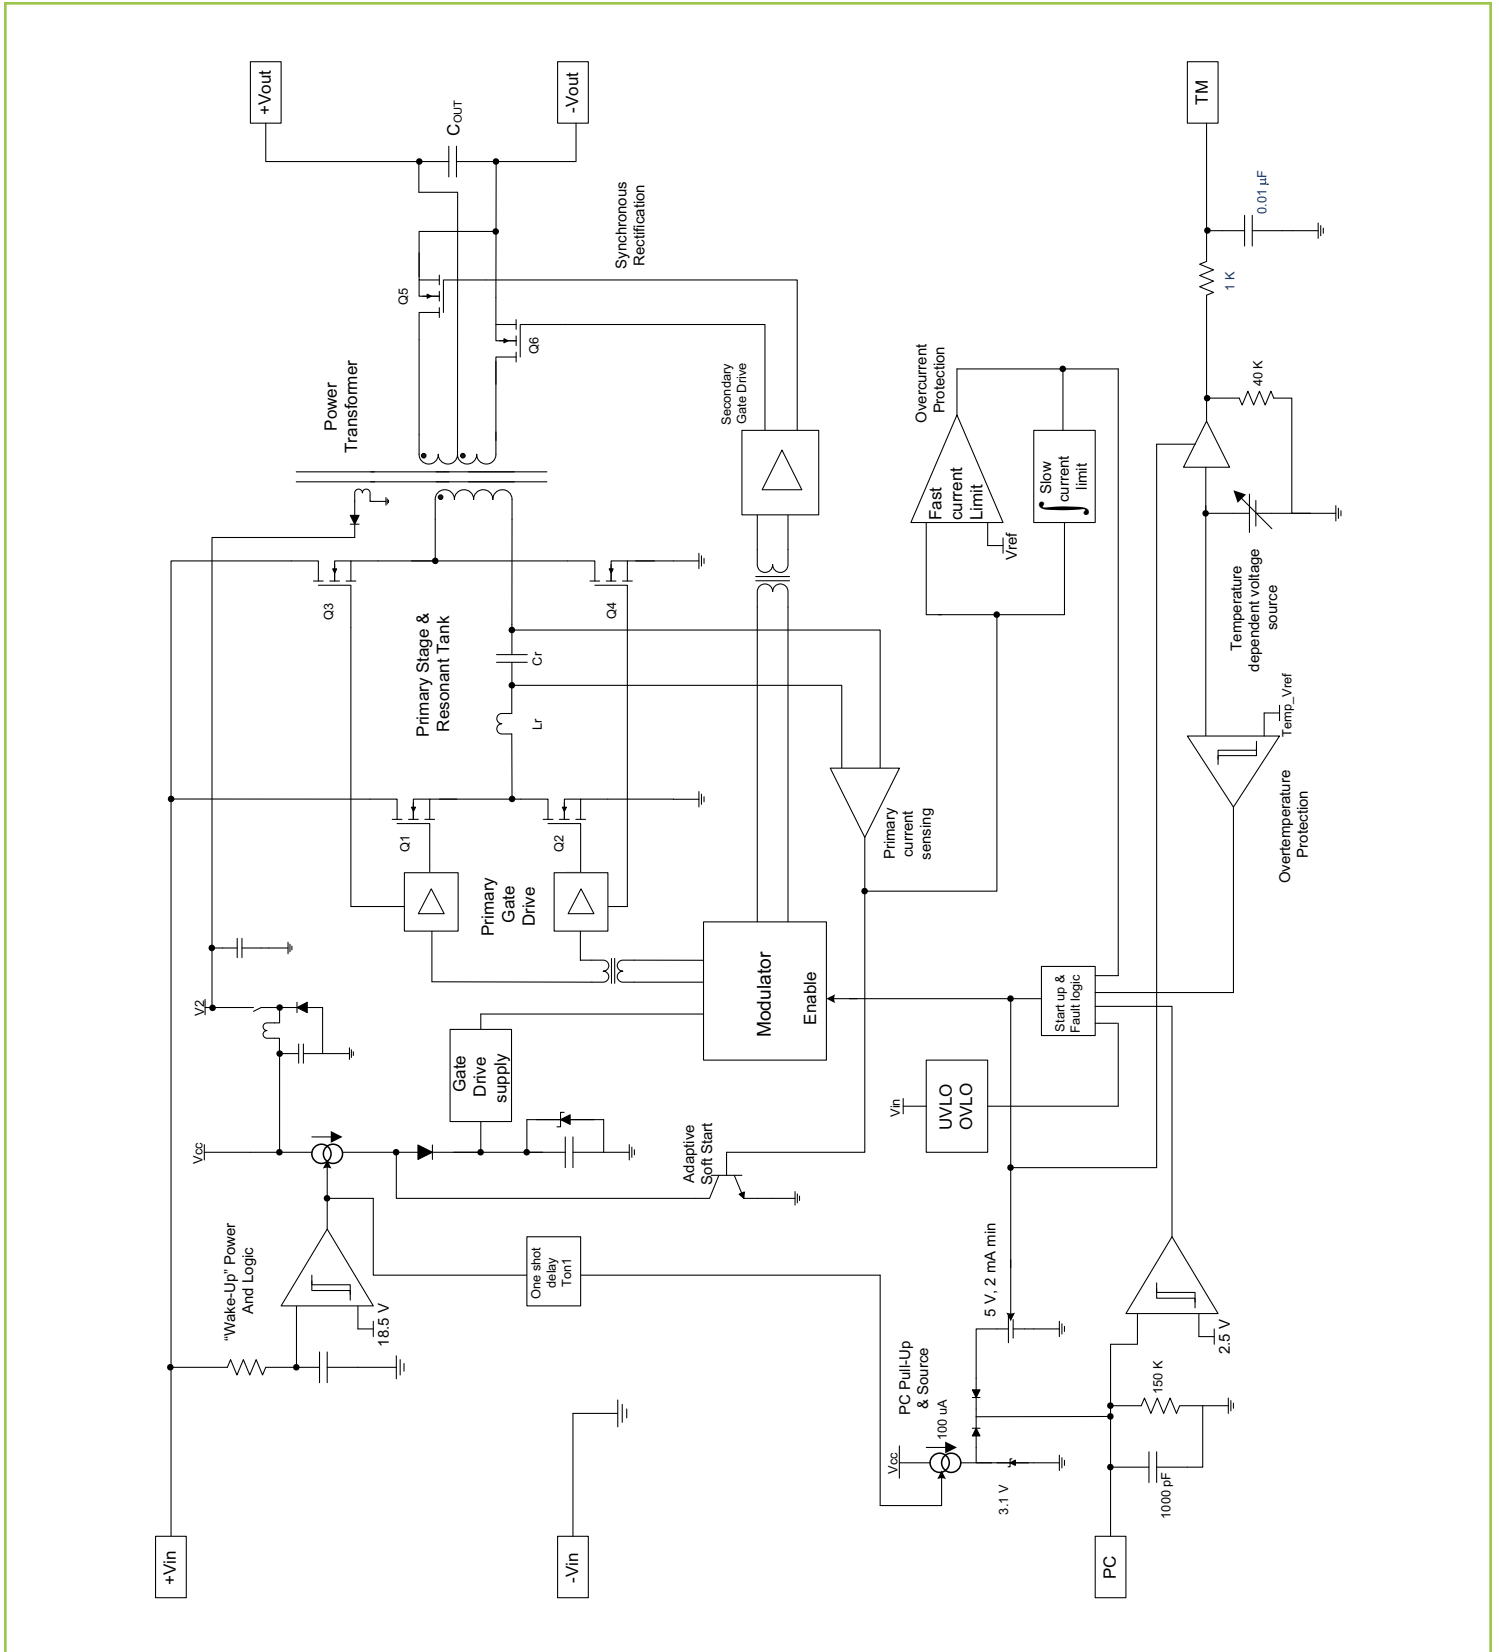 +Vout
C_OUT
-Vout
TM
0.01 µF
1 K
40 K
Synchronous
Rectification
Q5
Q6
Power
Transformer
Secondary
Gate Drive
Overcurrent
Protection
Fast
current
Limit
Vref
Slow
current
limit
Temperature
dependent voltage
source
Temp_Vref
Overtemperature
Protection
Q3
Q4
Primary Stage &
Resonant Tank
Cr
Lr
Q1
Q2
Primary
current
sensing
Primary
Gate
Drive
Modulator
Enable
Start up &
Fault logic
V2
Gate
Drive
supply
Vin
UVLO
OVLO
Vcc
Adaptive
Soft Start
"Wake-Up" Power
And Logic
18.5 V
One shot
delay
Ton1
5 V, 2 mA min
PC Pull-Up
& Source
100 uA
Vcc
3.1 V
2.5 V
150 K
1000 pF
+Vin
-Vin
PC